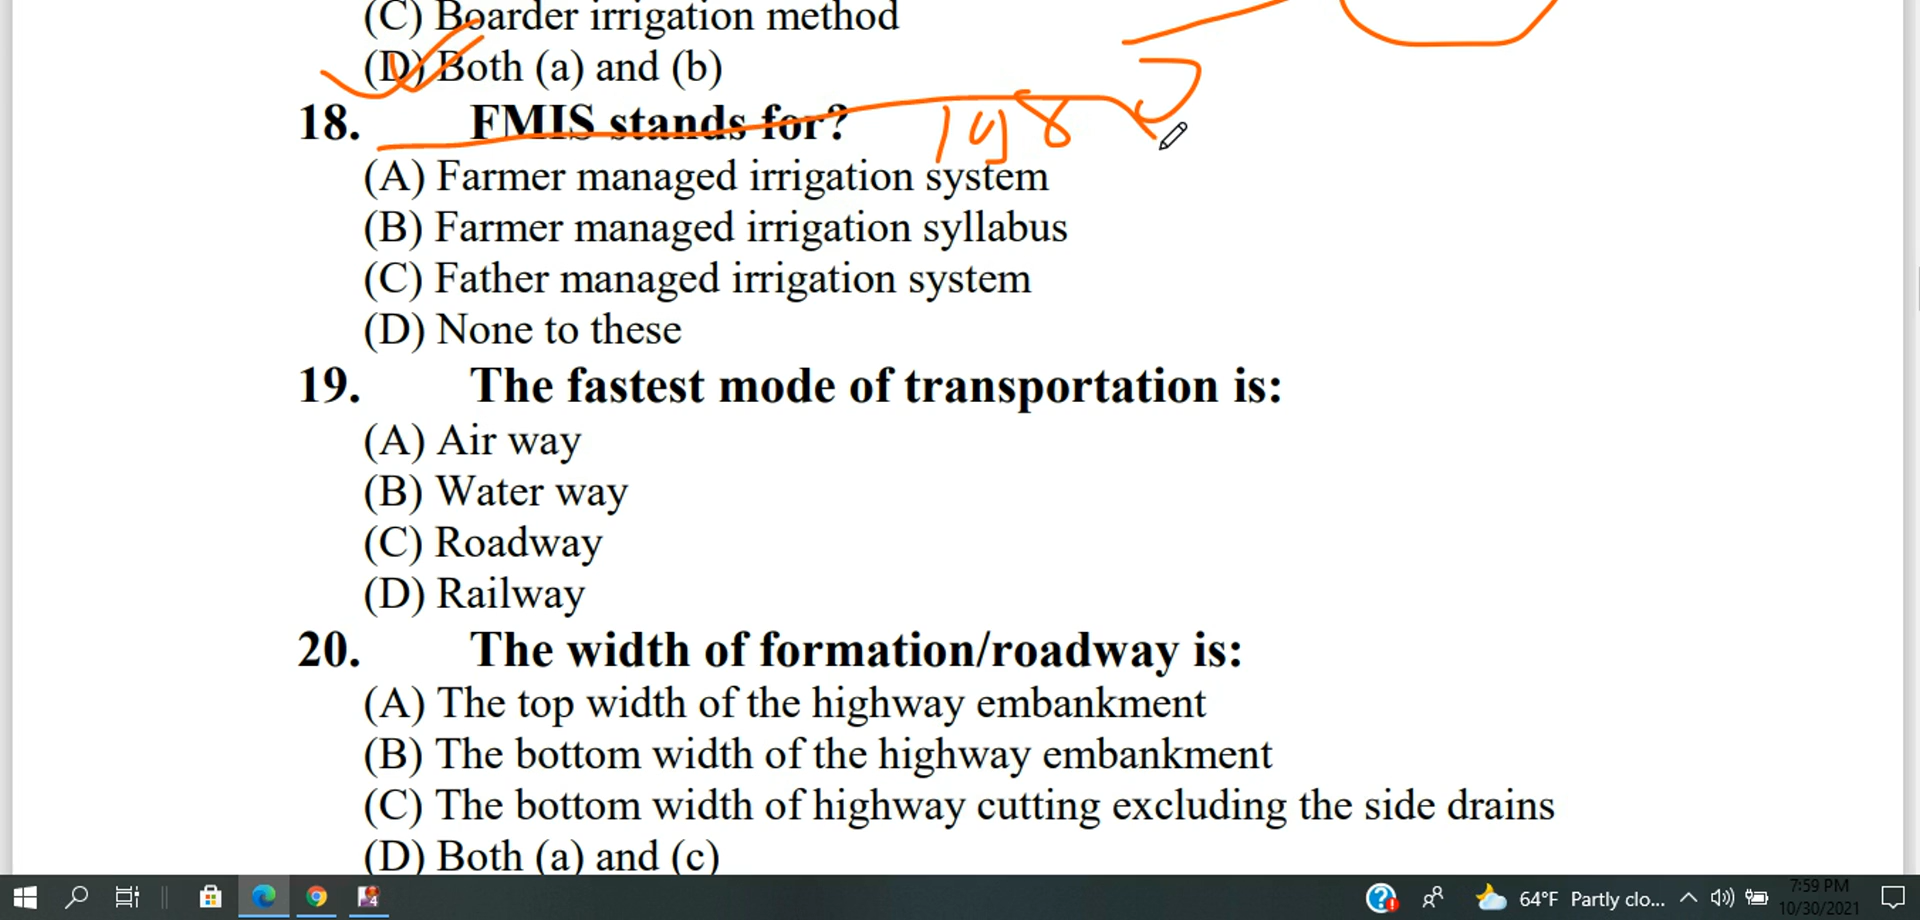 (C) Boarder irrigation method
(D) Both (a) and (b)
18. FMIS stands for?
198
(A) Farmer managed irrigation system
(B) Farmer managed irrigation syllabus
(C) Father managed irrigation system
(D) None to these
19. The fastest mode of transportation is:
(A) Air way
(B) Water way
(C) Roadway
(D) Railway
20. The width of formation/roadway is:
(A) The top width of the highway embankment
(B) The bottom width of the highway embankment
(C) The bottom width of highway cutting excluding the side drains
(D) Both (a) and (c)
64°F Partly clo... 7:59 PM
10/30/2021